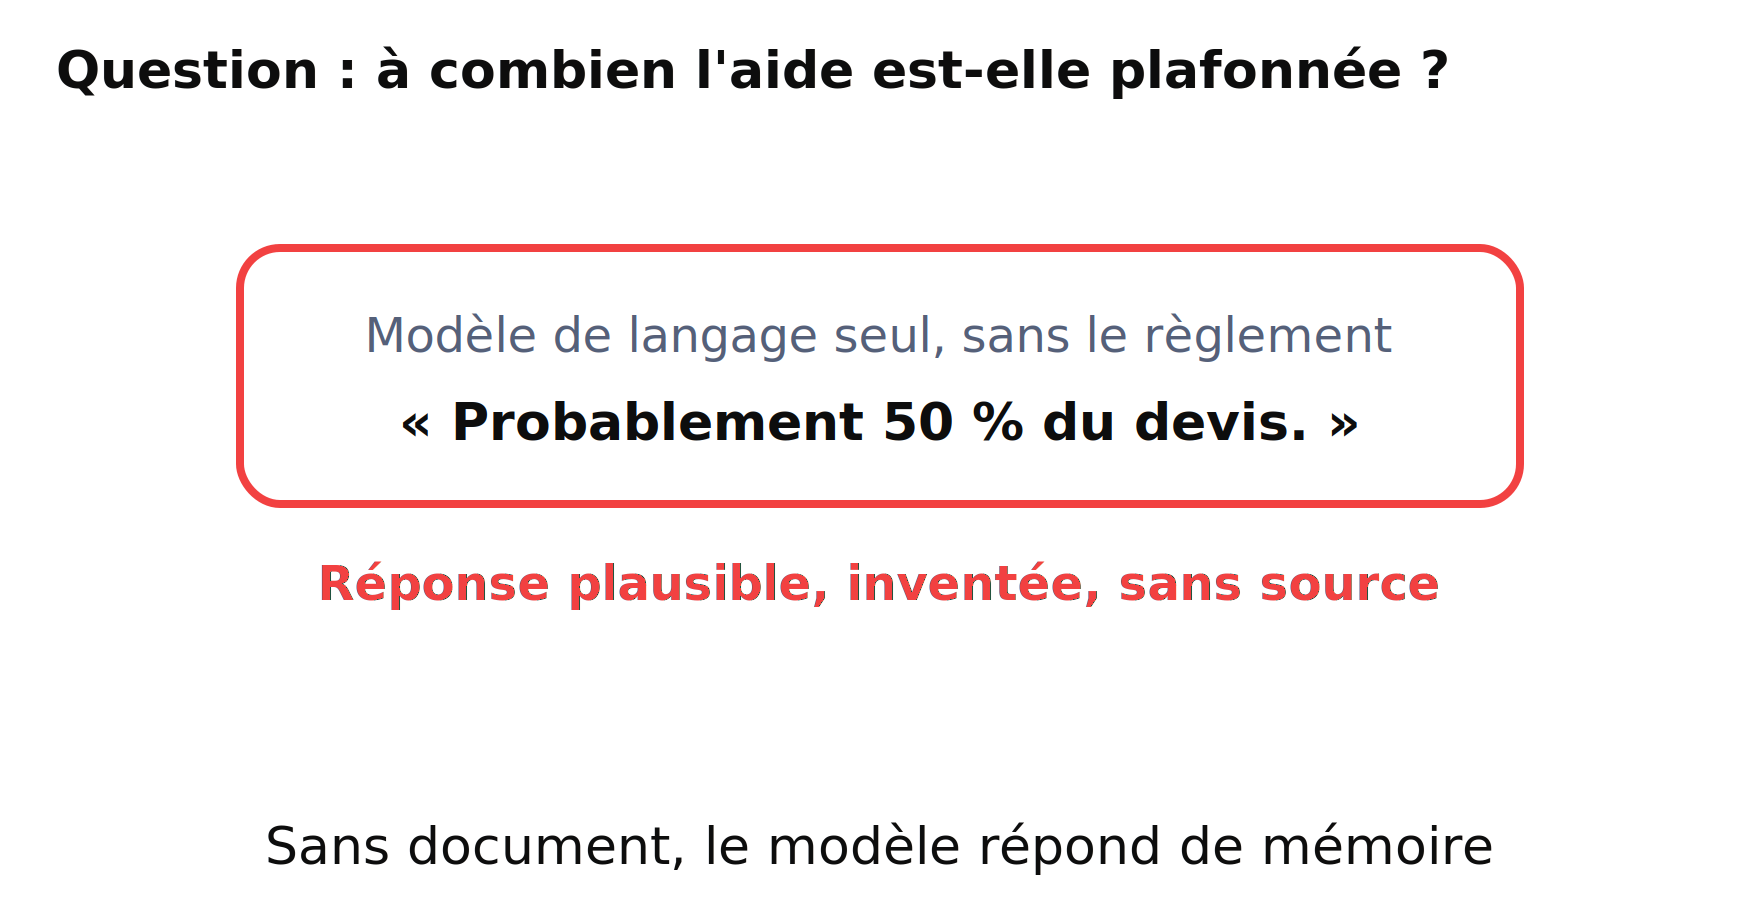 Question : à combien l'aide est-elle plafonnée ?
Modèle de langage seul, sans le règlement
« Probablement 50 % du devis. »
Réponse plausible, inventée, sans source
Sans document, le modèle répond de mémoire